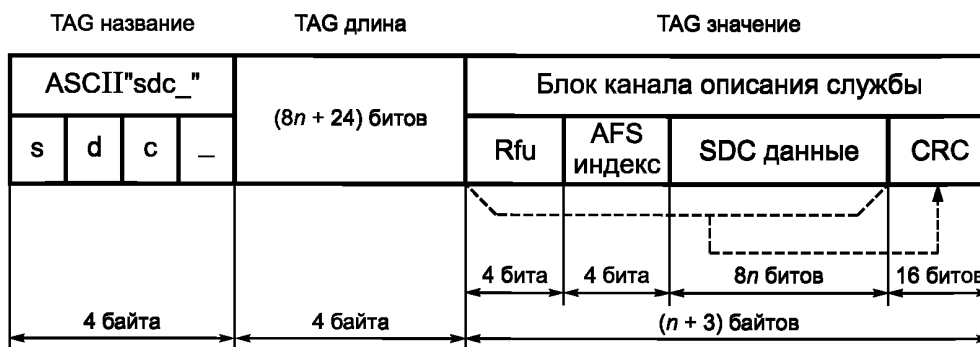 TAG название TAG длина TAG значение
ASCII"sdc_" (8n + 24) битов Блок канала описания службы
s d c _ Rfu AFS индекс SDC данные CRC
4 бита 4 бита 8n битов 16 битов
4 байта 4 байта (n + 3) байтов